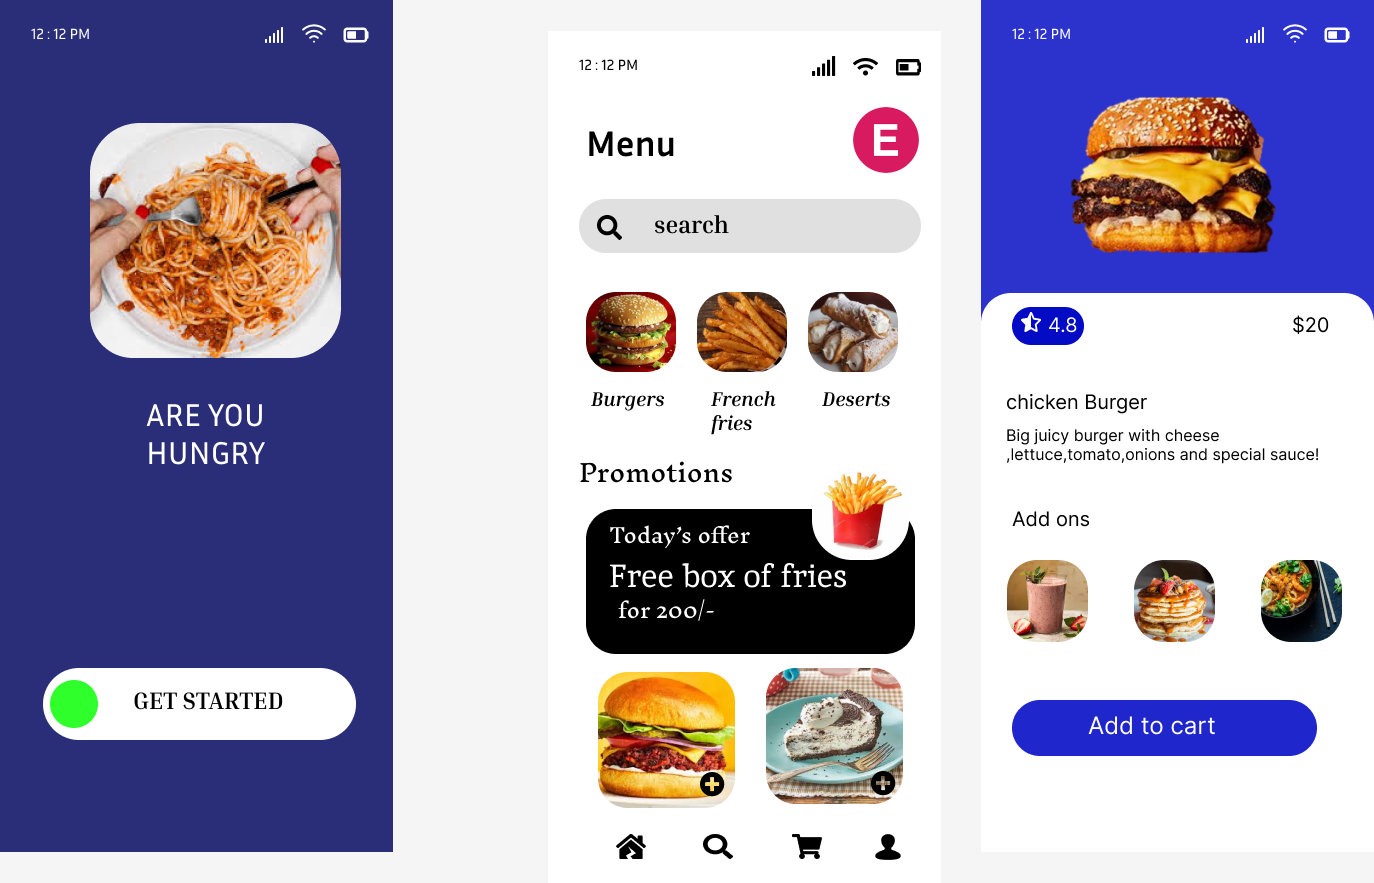 12 : 12 PM
ARE YOU
HUNGRY
GET STARTED
12 : 12 PM
Menu
E
search
Burgers
French
fries
Deserts
Promotions
Today's offer
Free box of fries
for 200/-
12 : 12 PM
4.8
$20
chicken Burger
Big juicy burger with cheese
,lettuce,tomato,onions and special sauce!
Add ons
Add to cart